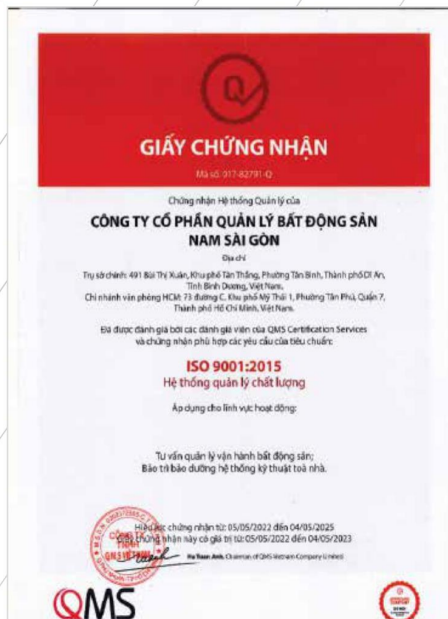 GIẤY CHỨNG NHẬN
Mã số: 017-82791-Q
Chứng nhận Hệ thống Quản lý của
CÔNG TY CỔ PHẦN QUẢN LÝ BẤT ĐỘNG SẢN
NAM SÀI GÒN
Địa chỉ
Trụ sở chính: 491 Bùi Thị Xuân, Khu phố Tân Thắng, Phường Tân Bình, Thành phố Dĩ An,
Tỉnh Bình Dương, Việt Nam.
Chi nhánh văn phòng HCM: 73 đường C, Khu phố Mỹ Thái 1, Phường Tân Phú, Quận 7,
Thành phố Hồ Chí Minh, Việt Nam.
Đã được đánh giá bởi các đánh giá viên của QMS Certification Services
và chứng nhận phù hợp các yêu cầu của tiêu chuẩn:
ISO 9001:2015
Hệ thống quản lý chất lượng
Áp dụng cho lĩnh vực hoạt động:
Tư vấn quản lý vận hành bất động sản;
Bảo trì bảo dưỡng hệ thống kỹ thuật toà nhà.
Hiệu lực chứng nhận từ: 05/05/2022 đến 04/05/2025
Giấy chứng nhận này có giá trị từ: 05/05/2022 đến 04/05/2023
Ha Tuan Anh, Chairman of QMS Vietnam Company Limited
QMS